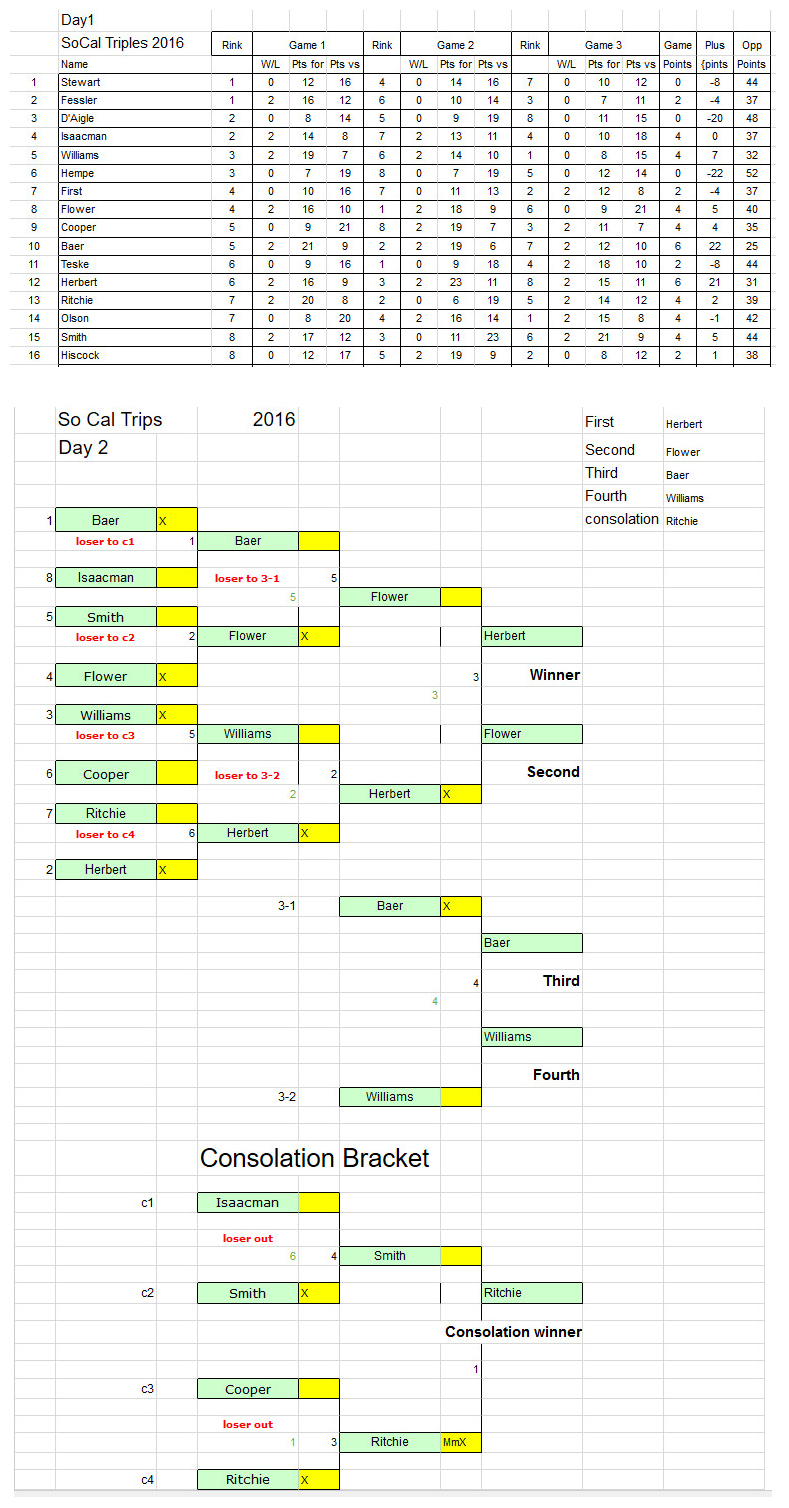 Day1
SoCal Triples 2016 Rink Game 1 Rink Game 2 Rink Game 3 Game Plus Opp
Name W/L Pts for Pts vs W/L Pts for Pts vs W/L Pts for Pts vs Points {pints Points
1 Stewart 1 0 12 16 4 0 14 16 7 0 10 12 0 -8 44
2 Fessler 1 2 16 12 6 0 10 14 3 0 7 11 2 -4 37
3 D'Aigle 2 0 8 14 5 0 9 19 8 0 11 15 0 -20 48
4 Isaacman 2 2 14 8 7 2 13 11 4 0 10 18 4 0 37
5 Williams 3 2 19 7 6 2 14 10 1 0 8 15 4 7 32
6 Hempe 3 0 7 19 8 0 7 19 5 0 12 14 0 -22 52
7 First 4 0 10 16 7 0 11 13 2 2 12 8 2 -4 37
8 Flower 4 2 16 10 1 2 18 9 6 0 9 21 4 5 40
9 Cooper 5 0 9 21 8 2 19 7 3 2 11 7 4 4 35
10 Baer 5 2 21 9 2 2 19 6 7 2 12 10 6 22 25
11 Teske 6 0 9 16 1 0 9 18 4 2 18 10 2 -8 44
12 Herbert 6 2 16 9 3 2 23 11 8 2 15 11 6 21 31
13 Ritchie 7 2 20 8 2 0 6 19 5 2 14 12 4 2 39
14 Olson 7 0 8 20 4 2 16 14 1 2 15 8 4 -1 42
15 Smith 8 2 17 12 3 0 11 23 6 2 21 9 4 5 44
16 Hiscock 8 0 12 17 5 2 19 9 2 0 8 12 2 1 38
So Cal Trips 2016 First Herbert
Day 2 Second Flower
Third Baer
Fourth Williams
consolation Ritchie
1 Baer X
loser to c1 1 Baer
8 Isaacman loser to 3-1 5
5 Flower
5 Smith
loser to c2 2 Flower X Herbert
4 Flower X 3 Winner
3
3 Williams X
loser to c3 5 Williams Flower
6 Cooper loser to 3-2 2 Second
2 Herbert X
7 Ritchie
loser to c4 6 Herbert X
2 Herbert X
3-1 Baer X
Baer
4 Third
4
Williams
Fourth
3-2 Williams
Consolation Bracket
c1 Isaacman
loser out
6 4 Smith
c2 Smith X Ritchie
Consolation winner
1
c3 Cooper
loser out
1 3 Ritchie MmX
c4 Ritchie X